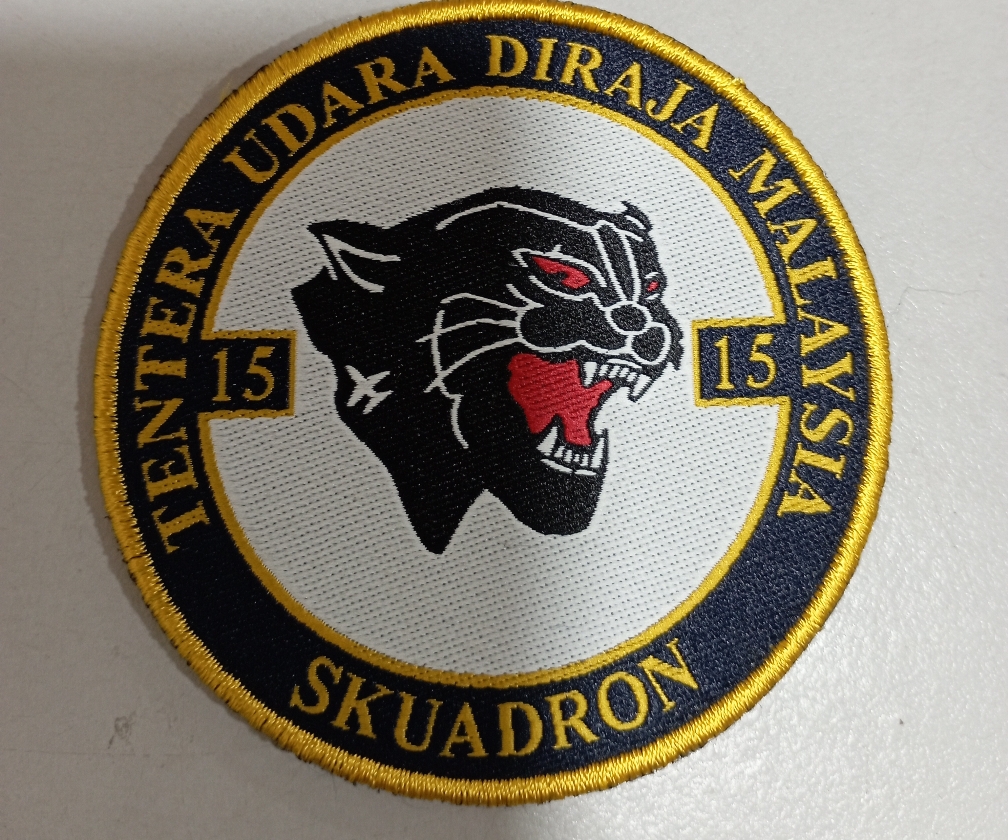 TENTERA UDARA DIRAJA MALAYSIA
15
15
SKUADRON